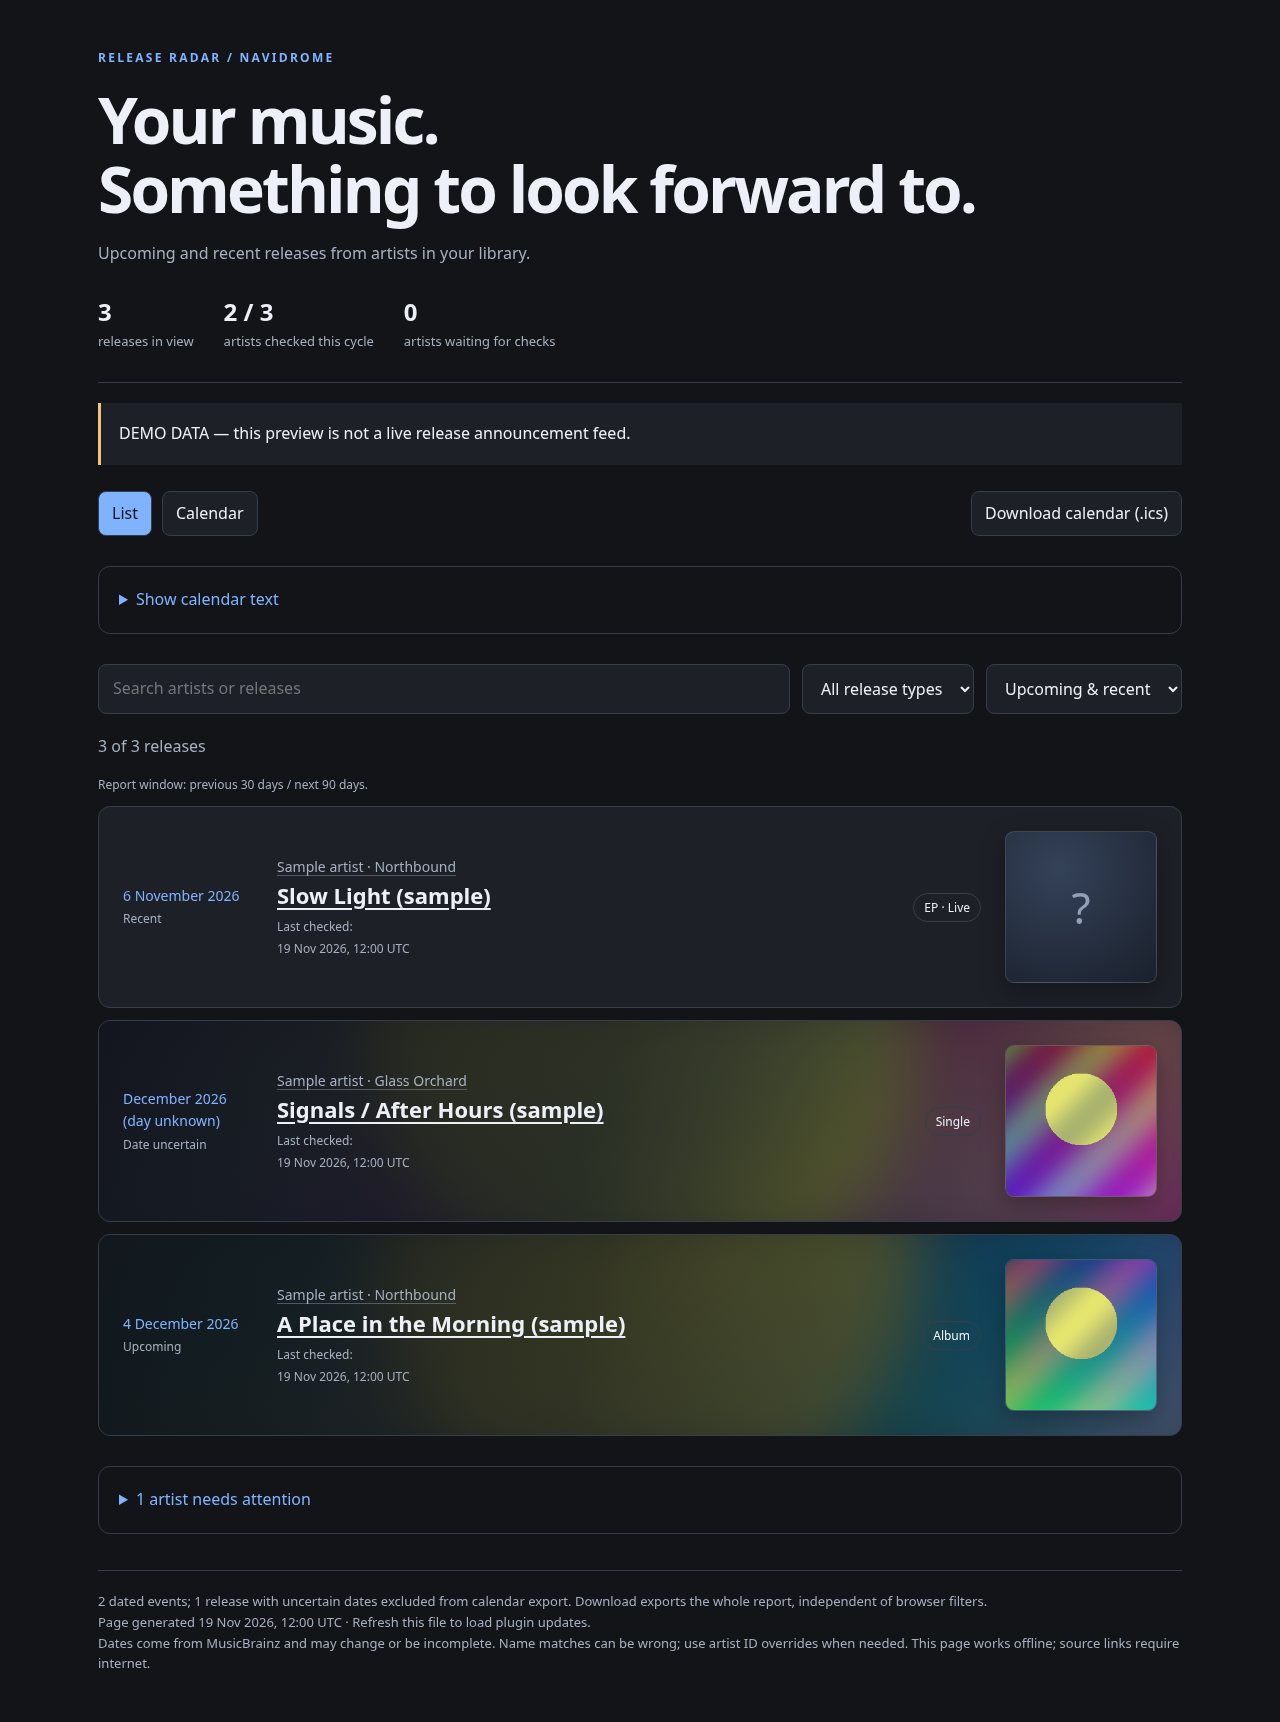 RELEASE RADAR / NAVIDROME
Your music.
Something to look forward to.
Upcoming and recent releases from artists in your library.
3
releases in view
2 / 3
artists checked this cycle
0
artists waiting for checks
DEMO DATA — this preview is not a live release announcement feed.
List
Calendar
Download calendar (.ics)
Show calendar text
Search artists or releases
All release types
Upcoming & recent
3 of 3 releases
Report window: previous 30 days / next 90 days.
6 November 2026
Recent
Sample artist · Northbound
Slow Light (sample)
Last checked:
19 Nov 2026, 12:00 UTC
EP · Live
?
December 2026
(day unknown)
Date uncertain
Sample artist · Glass Orchard
Signals / After Hours (sample)
Last checked:
19 Nov 2026, 12:00 UTC
Single
4 December 2026
Upcoming
Sample artist · Northbound
A Place in the Morning (sample)
Last checked:
19 Nov 2026, 12:00 UTC
Album
1 artist needs attention
2 dated events; 1 release with uncertain dates excluded from calendar export. Download exports the whole report, independent of browser filters.
Page generated 19 Nov 2026, 12:00 UTC · Refresh this file to load plugin updates.
Dates come from MusicBrainz and may change or be incomplete. Name matches can be wrong; use artist ID overrides when needed. This page works offline; source links require
internet.